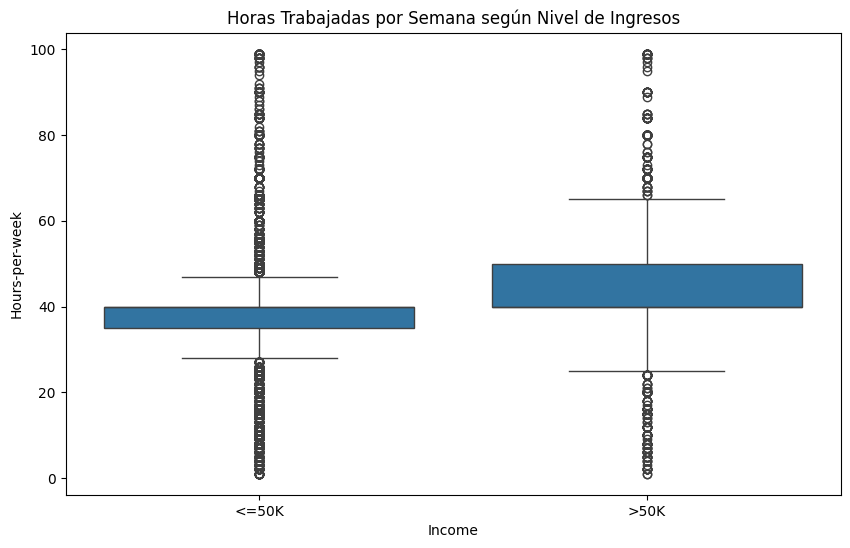 Horas Trabajadas por Semana según Nivel de Ingresos
Hours-per-week
100
80
60
40
20
0
<=50K
>50K
Income